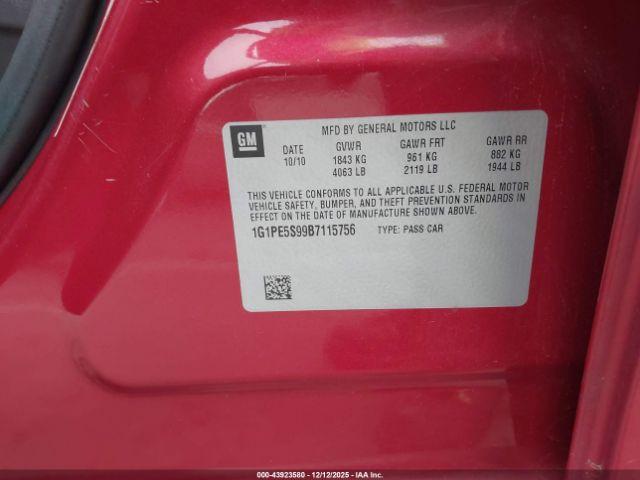 GM
MFD BY GENERAL MOTORS LLC
DATE GVWR GAWR FRT GAWR RR
10/10 1843 KG 961 KG 882 KG
4063 LB 2119 LB 1944 LB
THIS VEHICLE CONFORMS TO ALL APPLICABLE U.S. FEDERAL MOTOR
VEHICLE SAFETY, BUMPER, AND THEFT PREVENTION STANDARDS IN
EFFECT ON THE DATE OF MANUFACTURE SHOWN ABOVE.
1G1PE5S99B7115756 TYPE: PASS CAR
000-43923580 - 12/12/2025 - IAA Inc.